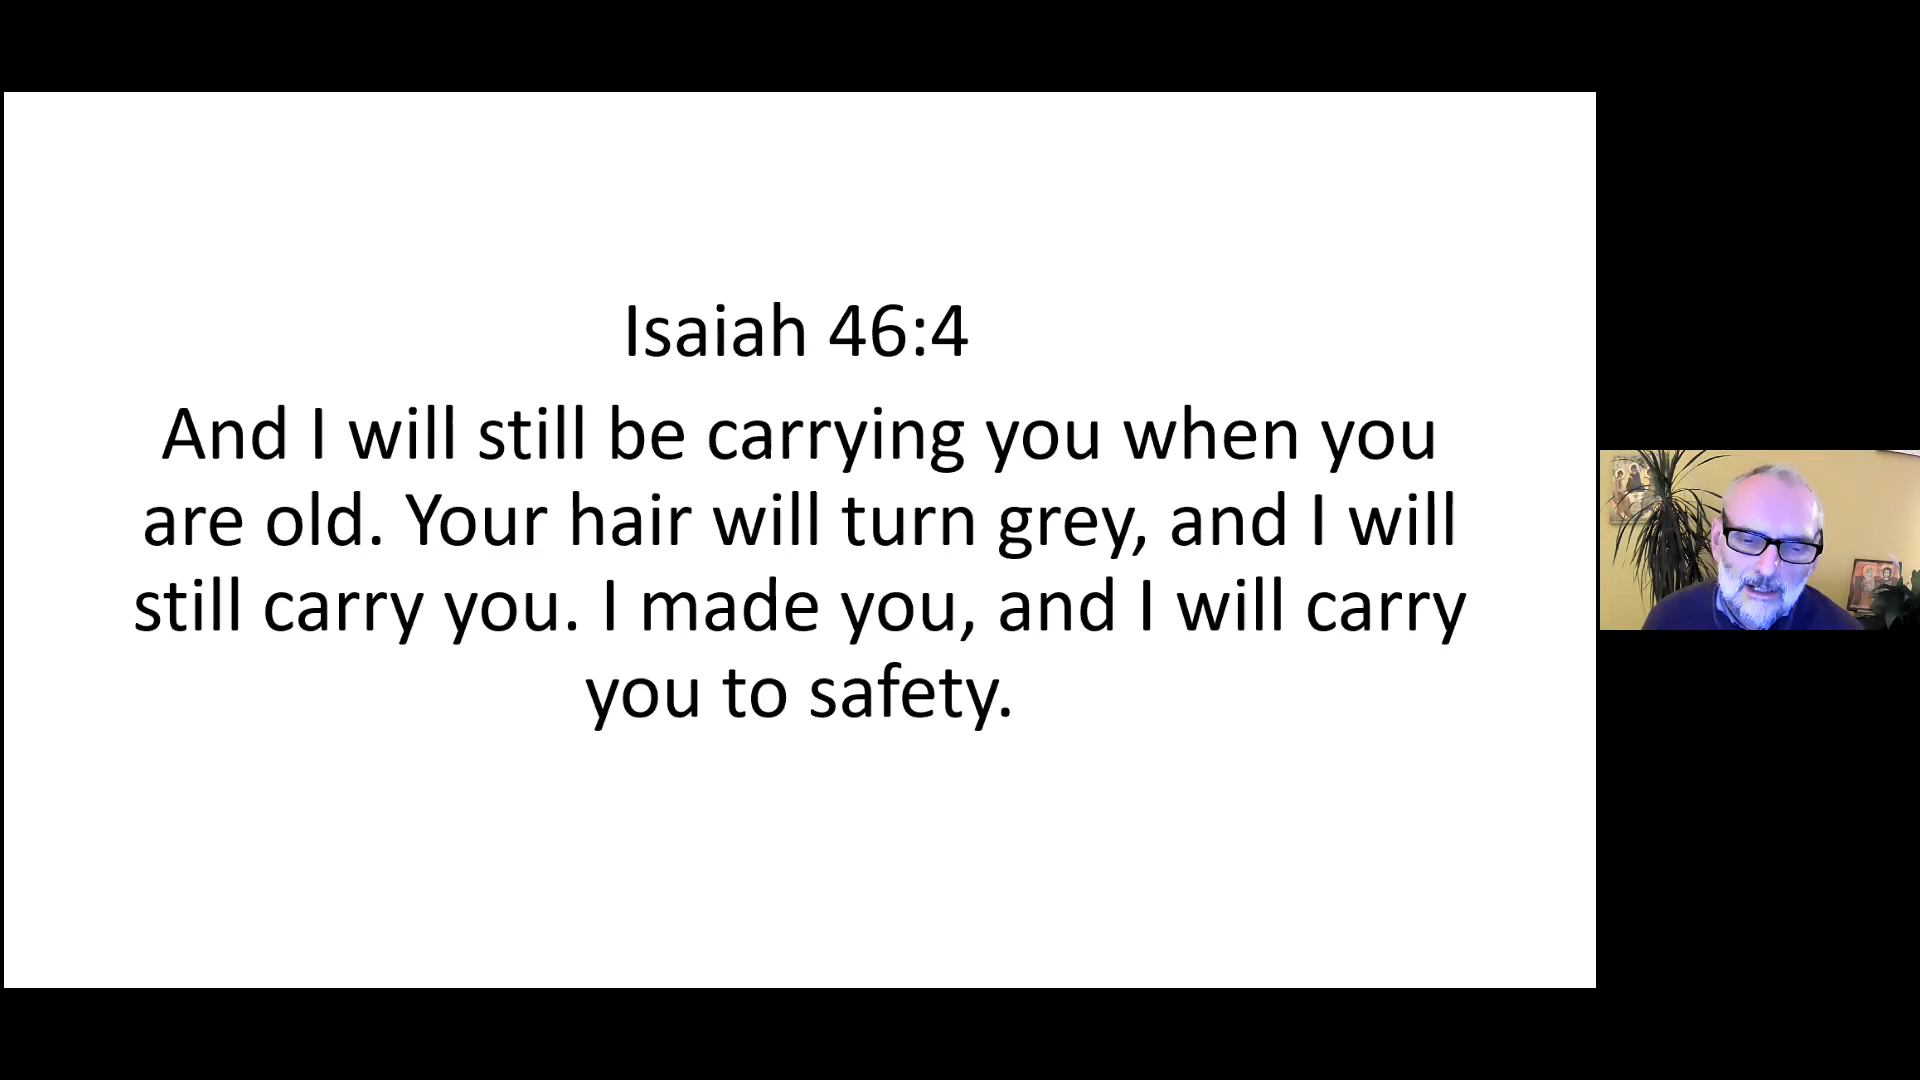 Isaiah 46:4
And I will still be carrying you when you
are old. Your hair will turn grey, and I will
still carry you. I made you, and I will carry
you to safety.